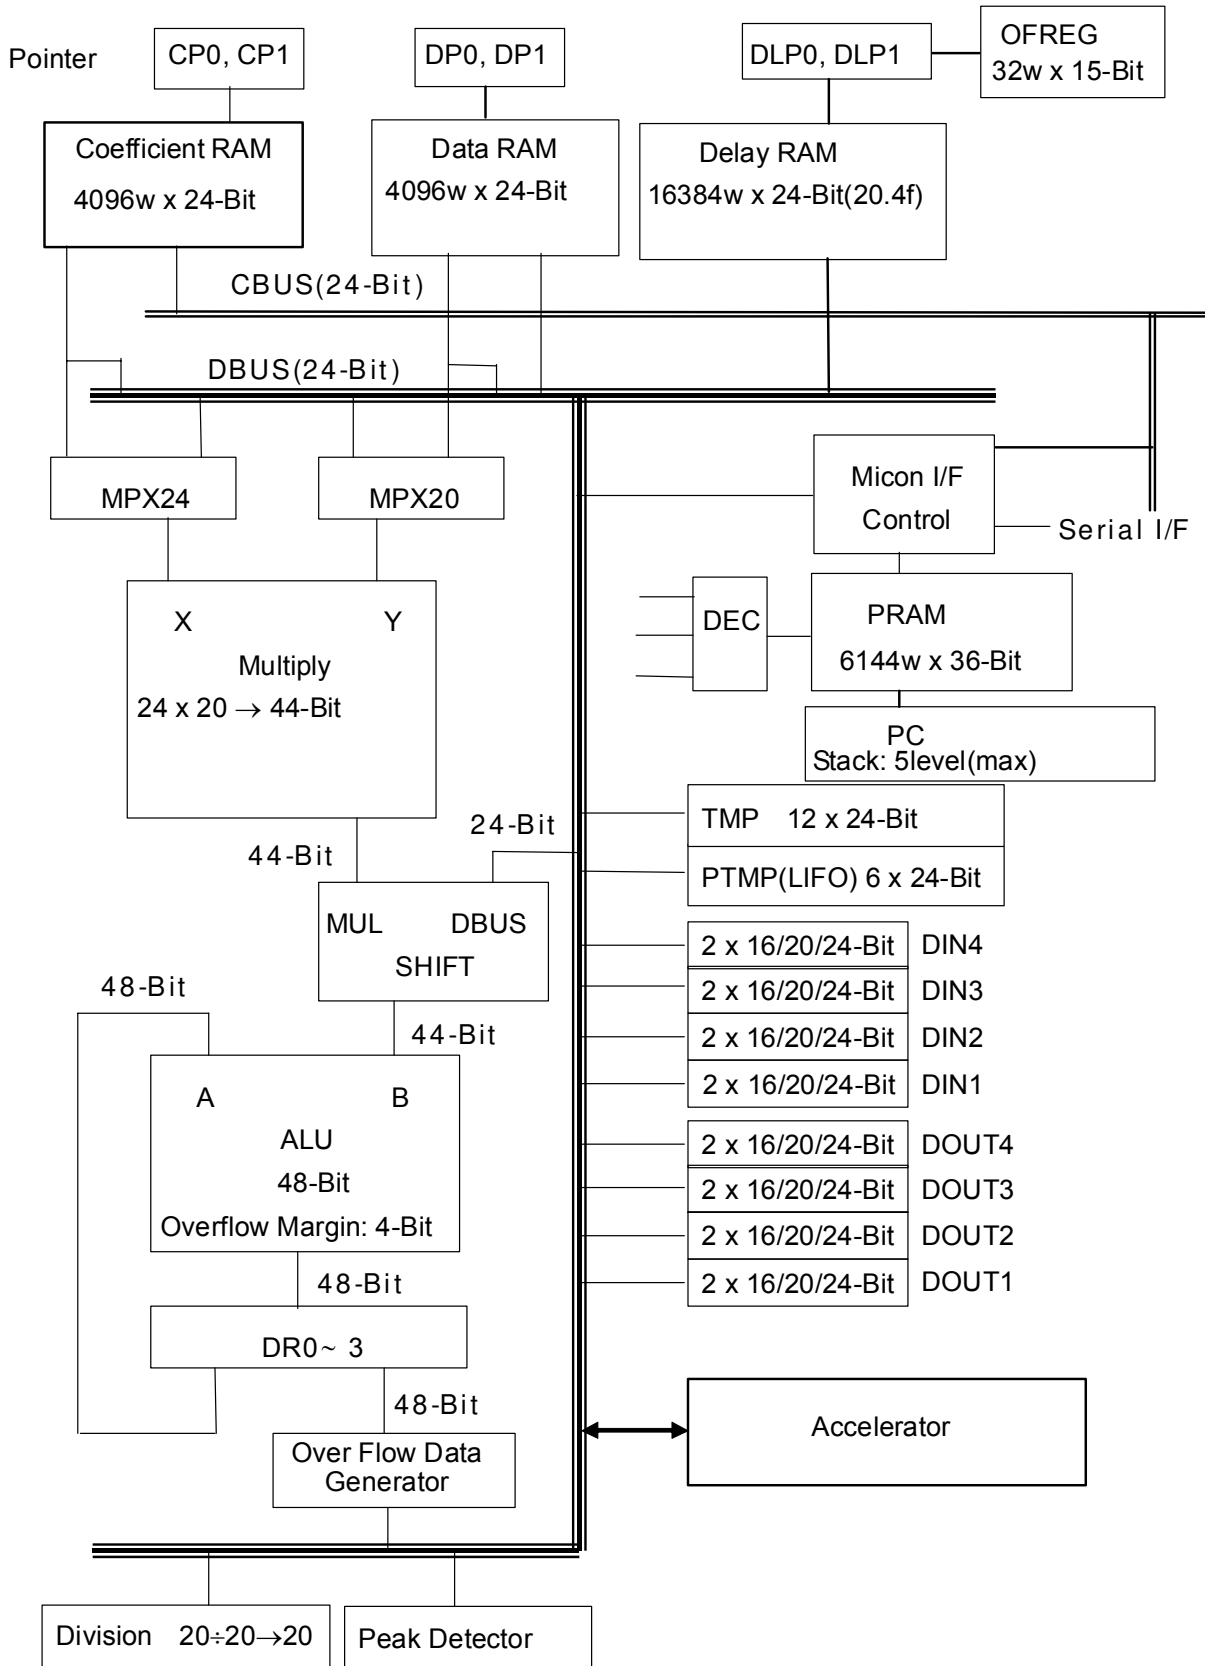 Pointer
CP0, CP1
DP0, DP1
DLP0, DLP1
OFREG
32w x 15-Bit
Coefficient RAM
4096w x 24-Bit
Data RAM
4096w x 24-Bit
Delay RAM
16384w x 24-Bit(20.4f)
CBUS(24-Bit)
DBUS(24-Bit)
MPX24
MPX20
Micon I/F
Control
Serial I/F
X
Y
Multiply
24 x 20 → 44-Bit
DEC
PRAM
6144w x 36-Bit
PC
Stack: 5level(max)
TMP 12 x 24-Bit
PTMP(LIFO) 6 x 24-Bit
24-Bit
44-Bit
MUL
DBUS
SHIFT
2 x 16/20/24-Bit DIN4
2 x 16/20/24-Bit DIN3
2 x 16/20/24-Bit DIN2
2 x 16/20/24-Bit DIN1
48-Bit
44-Bit
A
B
ALU
48-Bit
Overflow Margin: 4-Bit
2 x 16/20/24-Bit DOUT4
2 x 16/20/24-Bit DOUT3
2 x 16/20/24-Bit DOUT2
2 x 16/20/24-Bit DOUT1
48-Bit
DR0~ 3
48-Bit
Over Flow Data
Generator
Accelerator
Division 20÷20→20
Peak Detector